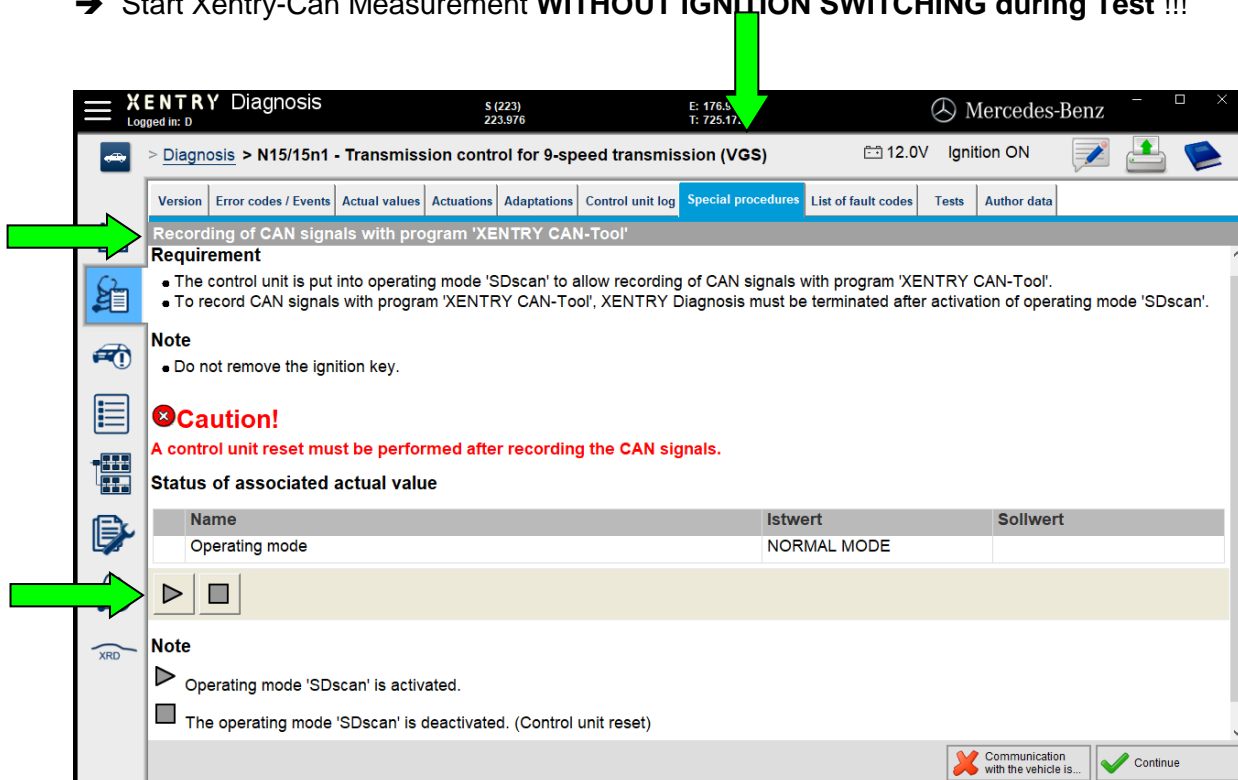 ➔ Start Xentry-Can Measurement WITHOUT IGNITION SWITCHING during Test !!!
XENTRY Diagnosis
Logged in: D
S (223)
223.976
E: 176.9
T: 725.17
Mercedes-Benz
> Diagnosis > N15/15n1 - Transmission control for 9-speed transmission (VGS)
12.0V
Ignition ON
Version
Error codes / Events
Actual values
Actuations
Adaptations
Control unit log
Special procedures
List of fault codes
Tests
Author data
Recording of CAN signals with program 'XENTRY CAN-Tool'
Requirement
• The control unit is put into operating mode 'SDscan' to allow recording of CAN signals with program 'XENTRY CAN-Tool'.
• To record CAN signals with program 'XENTRY CAN-Tool', XENTRY Diagnosis must be terminated after activation of operating mode 'SDscan'.
Note
• Do not remove the ignition key.
Caution!
A control unit reset must be performed after recording the CAN signals.
Status of associated actual value
Name Istwert Sollwert
Operating mode NORMAL MODE
XRD
Note
Operating mode 'SDscan' is activated.
The operating mode 'SDscan' is deactivated. (Control unit reset)
Communication
with the vehicle is...
Continue